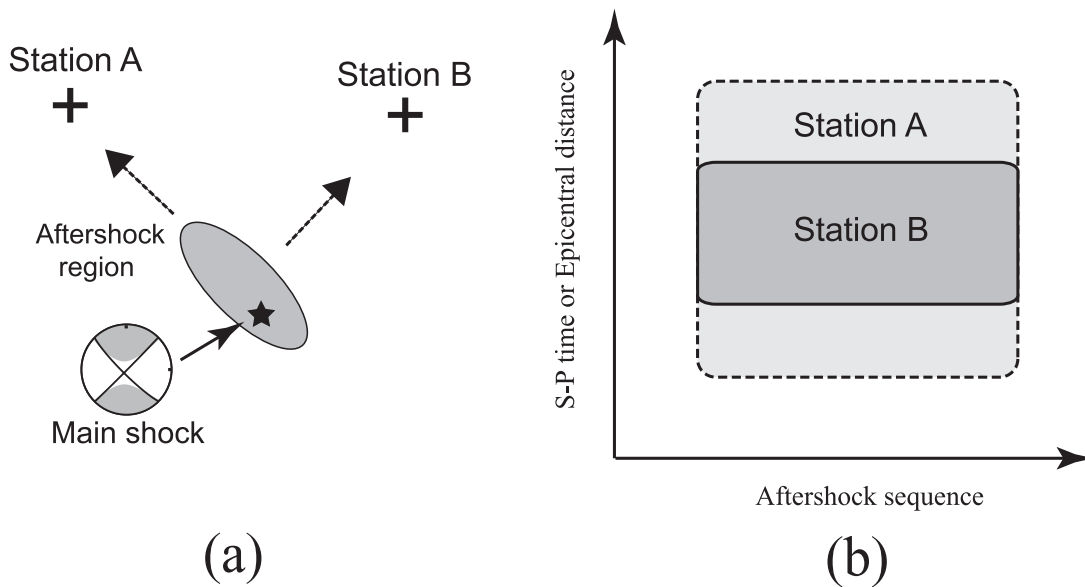 Station A
Station B
Aftershock
region
Main shock
(a)
S-P time or Epicentral distance
Station A
Station B
Aftershock sequence
(b)